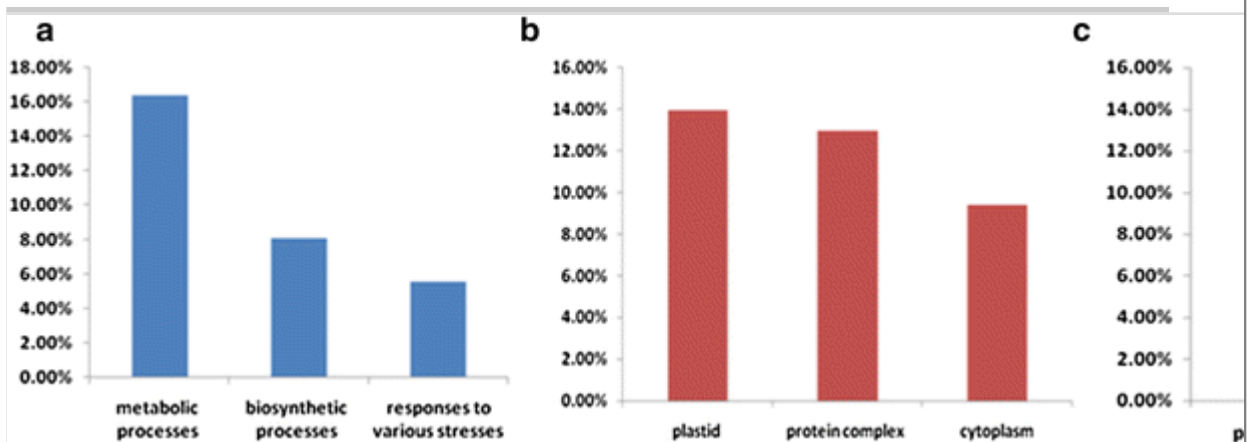 a
18.00%
16.00%
14.00%
12.00%
10.00%
8.00%
6.00%
4.00%
2.00%
0.00%
metabolic
processes
biosynthetic
processes
responses to
various stresses
b
16.00%
14.00%
12.00%
10.00%
8.00%
6.00%
4.00%
2.00%
0.00%
plastid
protein complex
cytoplasm
c
16.00%
14.00%
12.00%
10.00%
8.00%
6.00%
4.00%
2.00%
0.00%